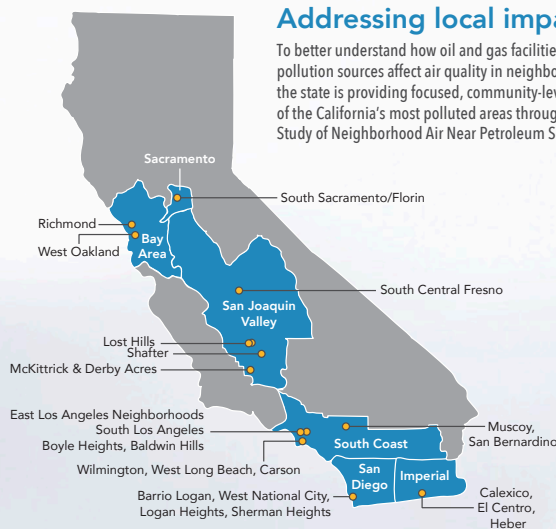 Addressing local impa
To better understand how oil and gas facilitie
pollution sources affect air quality in neighbo
the state is providing focused, community-lev
of the California's most polluted areas throug
Study of Neighborhood Air Near Petroleum S
Sacramento
South Sacramento/Florin
Richmond
West Oakland
Bay
Area
South Central Fresno
San Joaquin
Valley
Lost Hills
Shafter
McKittrick & Derby Acres
East Los Angeles Neighborhoods
South Los Angeles
Boyle Heights, Baldwin Hills
Muscoy,
San Bernardino
South Coast
Wilmington, West Long Beach, Carson
San
Diego
Imperial
Barrio Logan, West National City,
Logan Heights, Sherman Heights
Calexico,
El Centro,
Heber